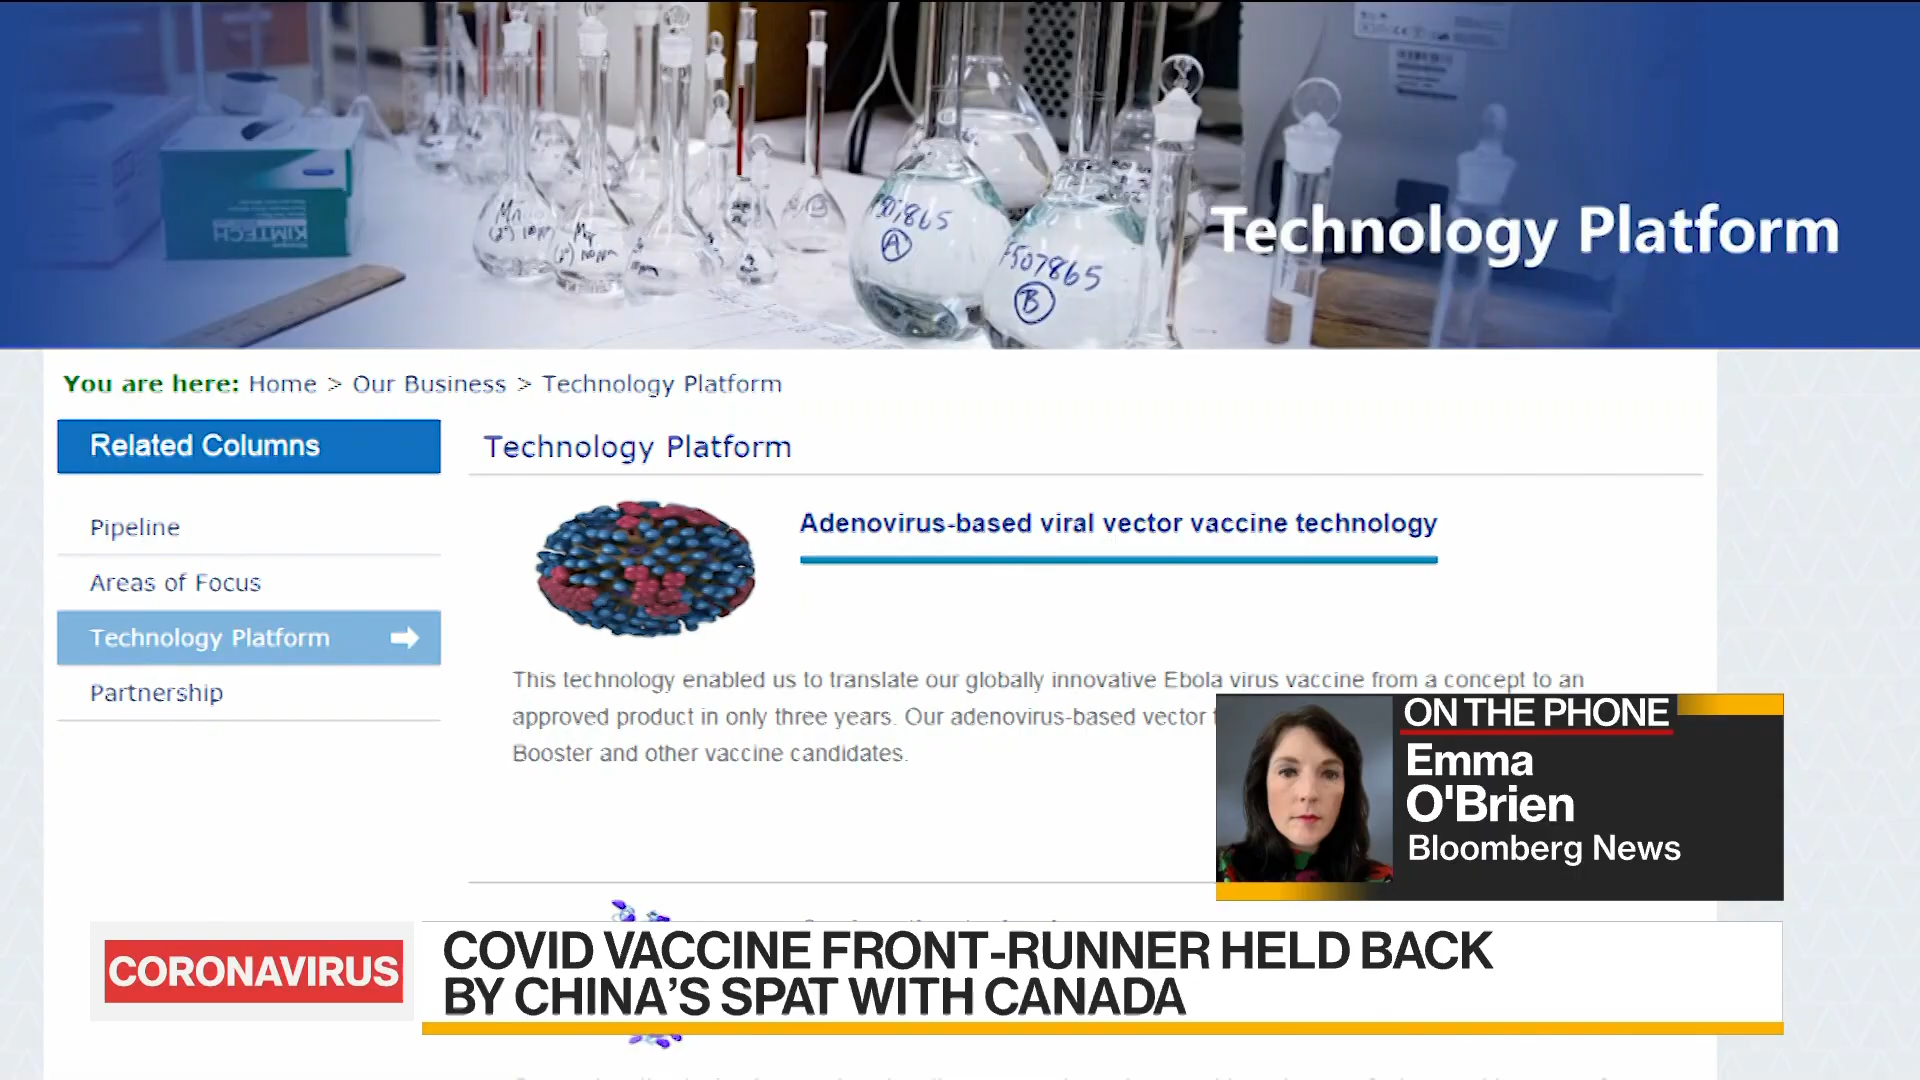 Technology Platform
KIMTECH
507865
A
F507865
B
You are here: Home > Our Business > Technology Platform
Related Columns
Technology Platform
Pipeline
Adenovirus-based viral vector vaccine technology
Areas of Focus
Technology Platform
Partnership
This technology enabled us to translate our globally innovative Ebola virus vaccine from a concept to an
approved product in only three years. Our adenovirus-based vector
Booster and other vaccine candidates.
ON THE PHONE
Emma
O'Brien
Bloomberg News
CORONAVIRUS
COVID VACCINE FRONT-RUNNER HELD BACK
BY CHINA'S SPAT WITH CANADA